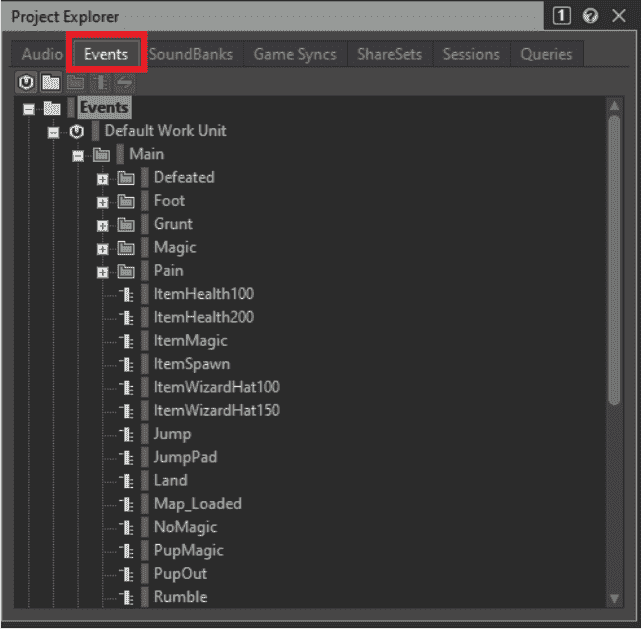 Project Explorer 1
Audio Events SoundBanks Game Syncs ShareSets Sessions Queries
Events
Default Work Unit
Main
Defeated
Foot
Grunt
Magic
Pain
ItemHealth100
ItemHealth200
ItemMagic
ItemSpawn
ItemWizardHat100
ItemWizardHat150
Jump
JumpPad
Land
Map_Loaded
NoMagic
PupMagic
PupOut
Rumble